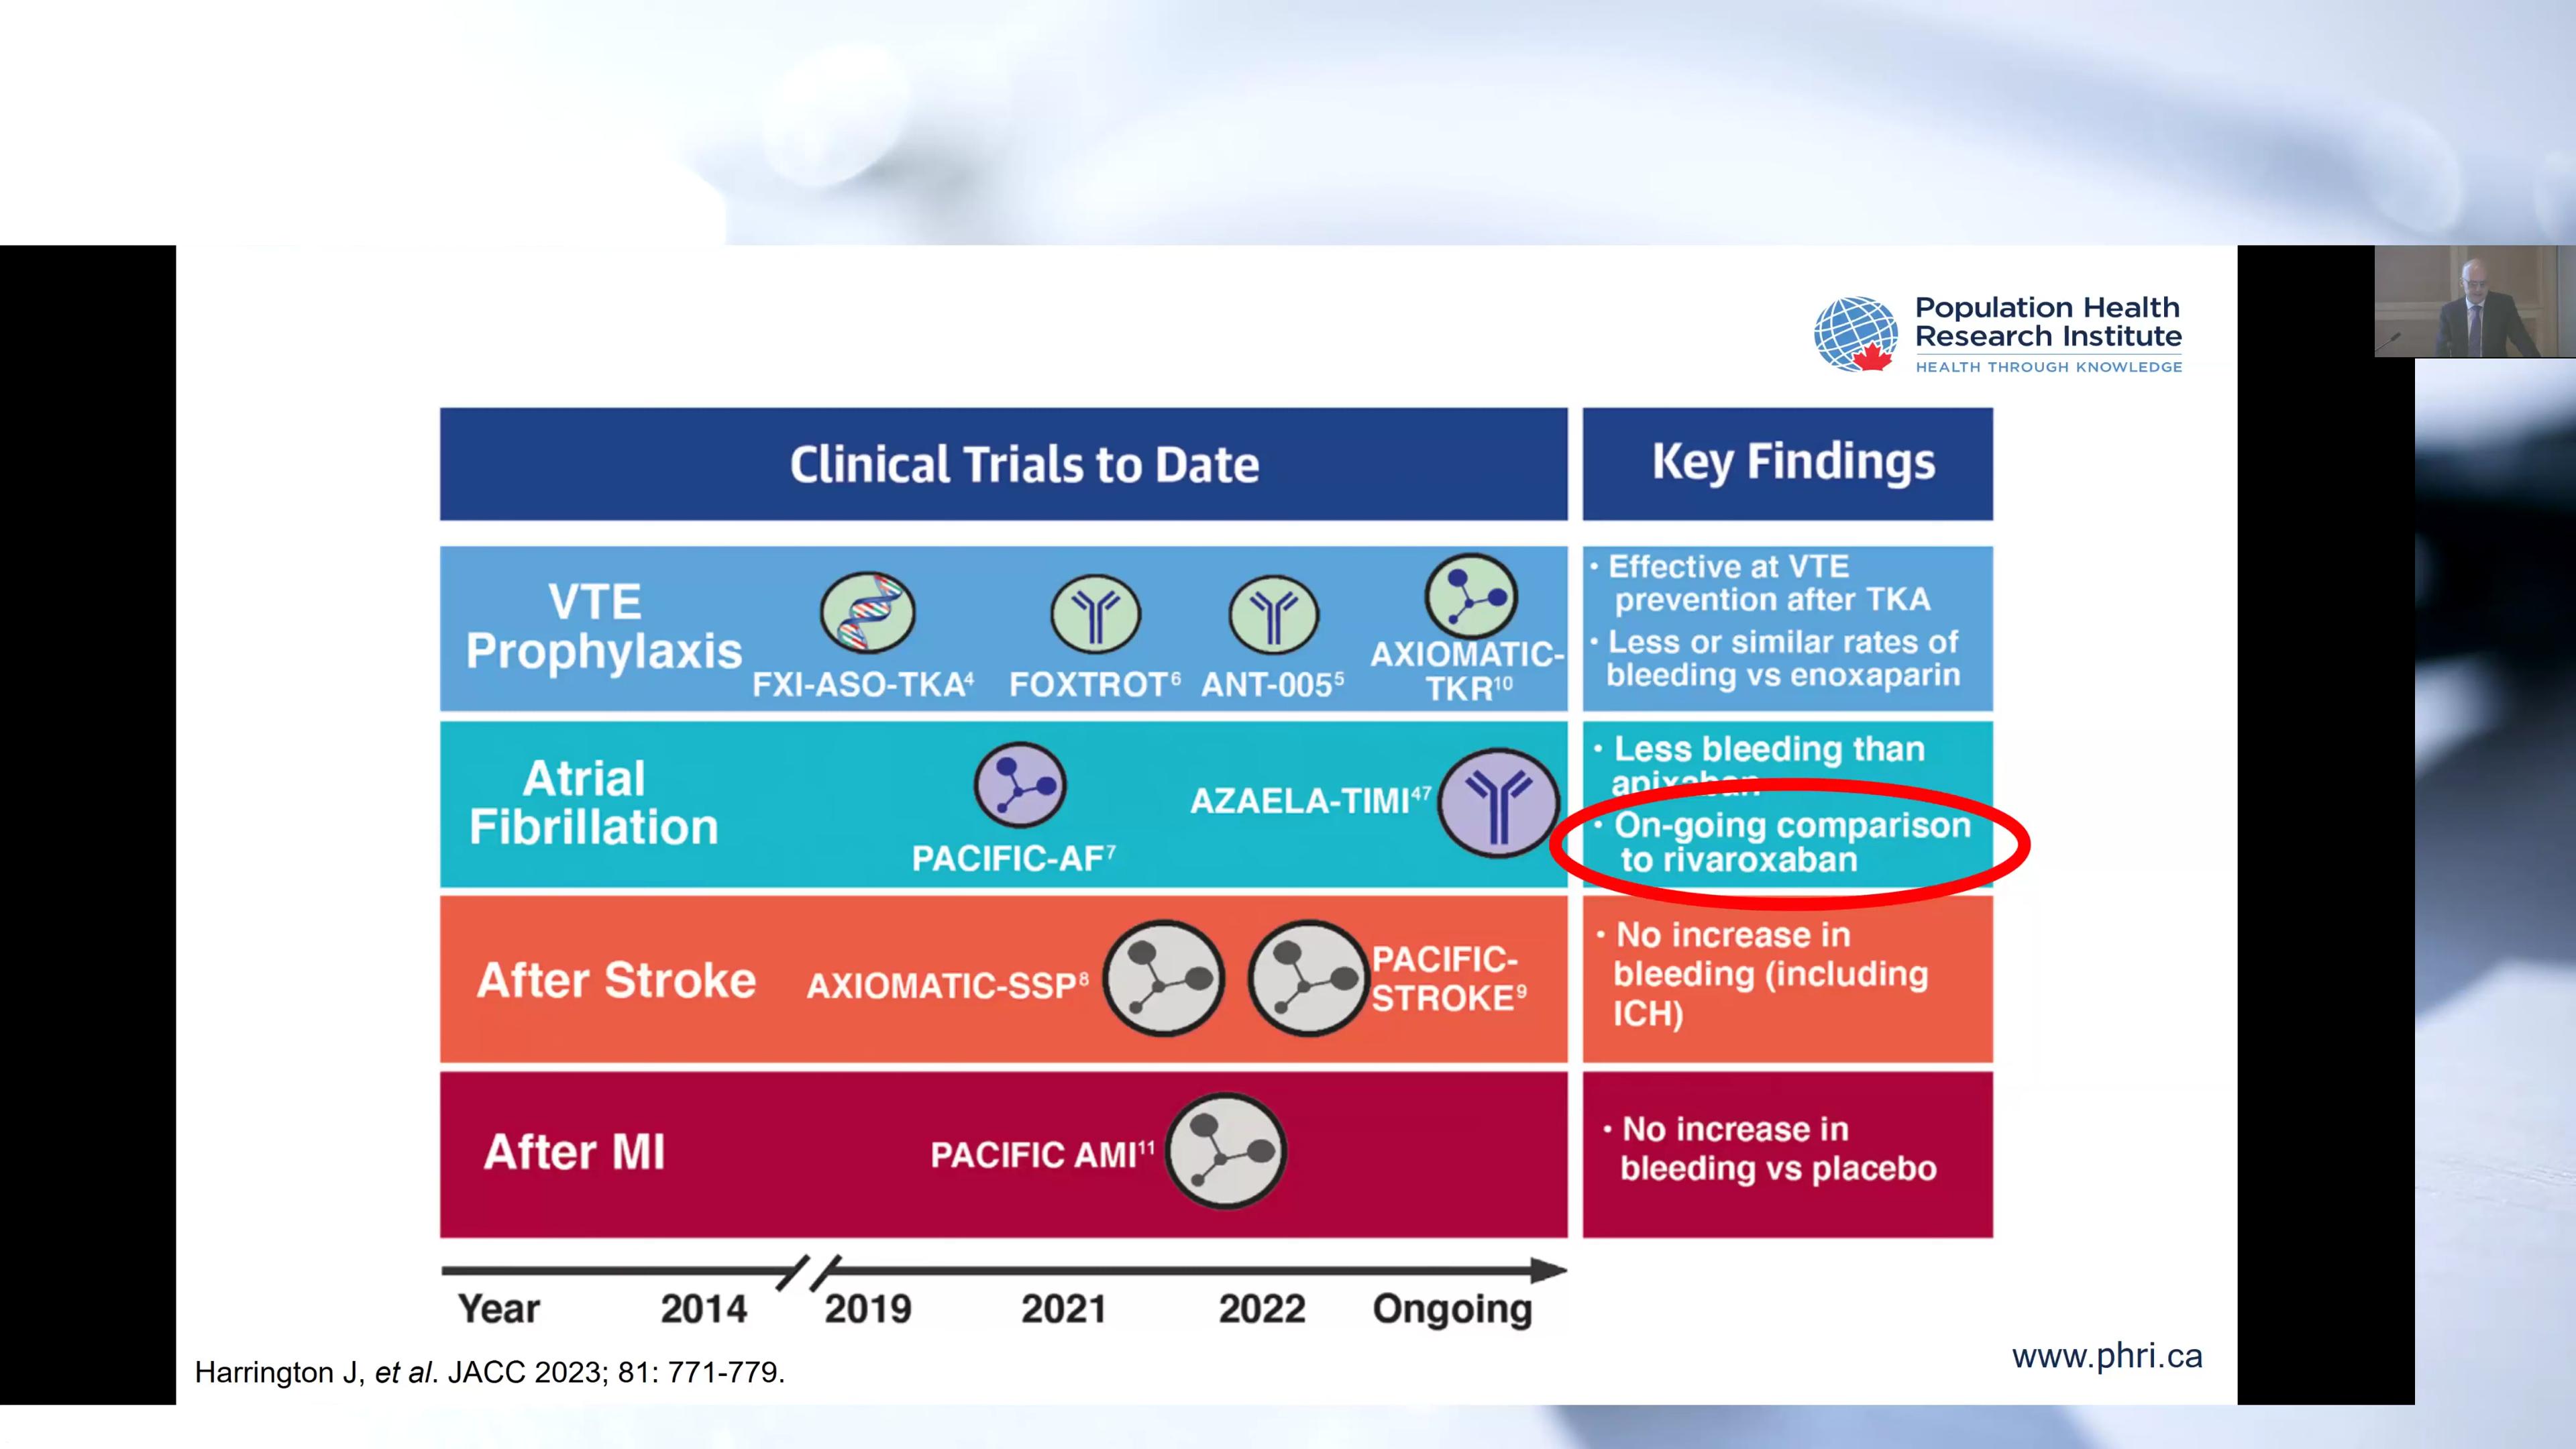 Population Health
Research Institute
HEALTH THROUGH KNOWLEDGE
Clinical Trials to Date
Key Findings
VTE
Prophylaxis
FXI-ASO-TKA4
FOXTROT6
ANT-0055
AXIOMATIC-
TKR10
• Effective at VTE
prevention after TKA
• Less or similar rates of
bleeding vs enoxaparin
Atrial
Fibrillation
PACIFIC-AF7
AZAELA-TIMI47
• Less bleeding than
apixaban
• On-going comparison
to rivaroxaban
After Stroke
AXIOMATIC-SSP8
PACIFIC-
STROKE9
• No increase in
bleeding (including
ICH)
After MI
PACIFIC AMI11
• No increase in
bleeding vs placebo
Year 2014 2019 2021 2022 Ongoing
Harrington J, et al. JACC 2023; 81: 771-779.
www.phri.ca